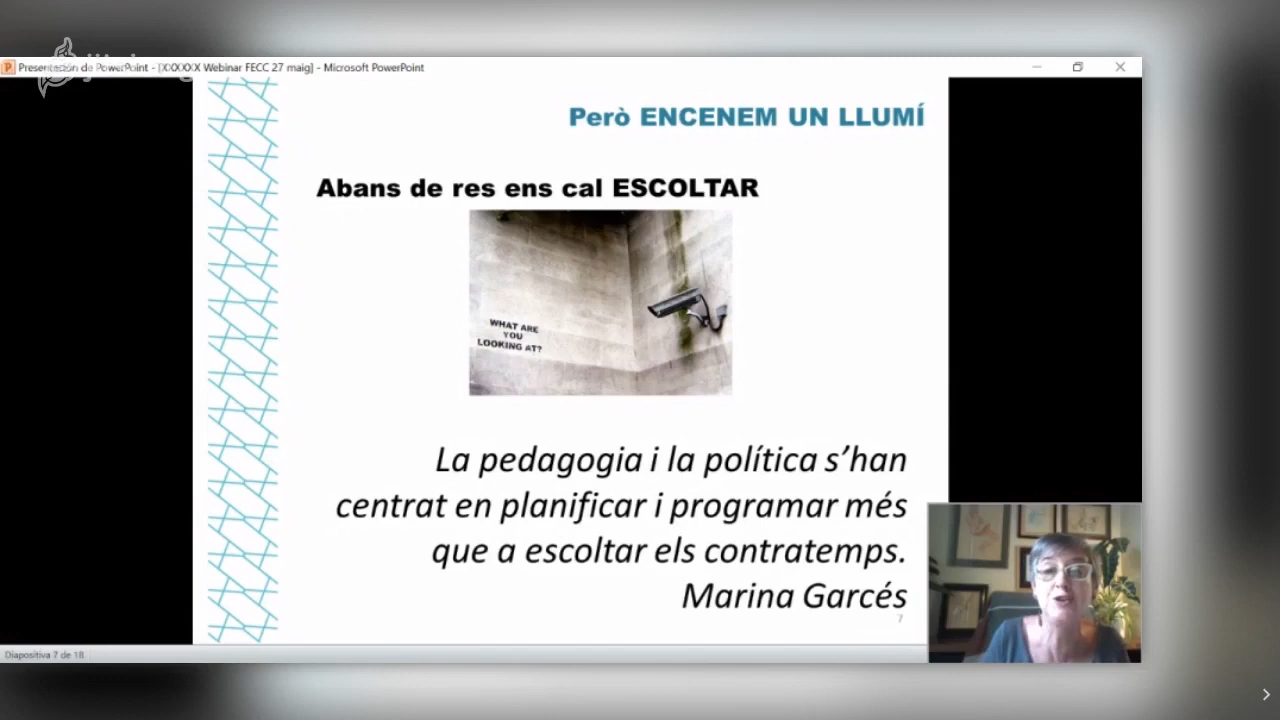 Presentación de PowerPoint - [XXXXXX Webinar FECC 27 maig] - Microsoft PowerPoint
Però ENCENEM UN LLUMÍ
Abans de res ens cal ESCOLTAR
WHAT ARE
YOU
LOOKING AT?
La pedagogia i la política s’han
centrat en planificar i programar més
que a escoltar els contratemps.
Marina Garcés
7
Diapositiva 7 de 18